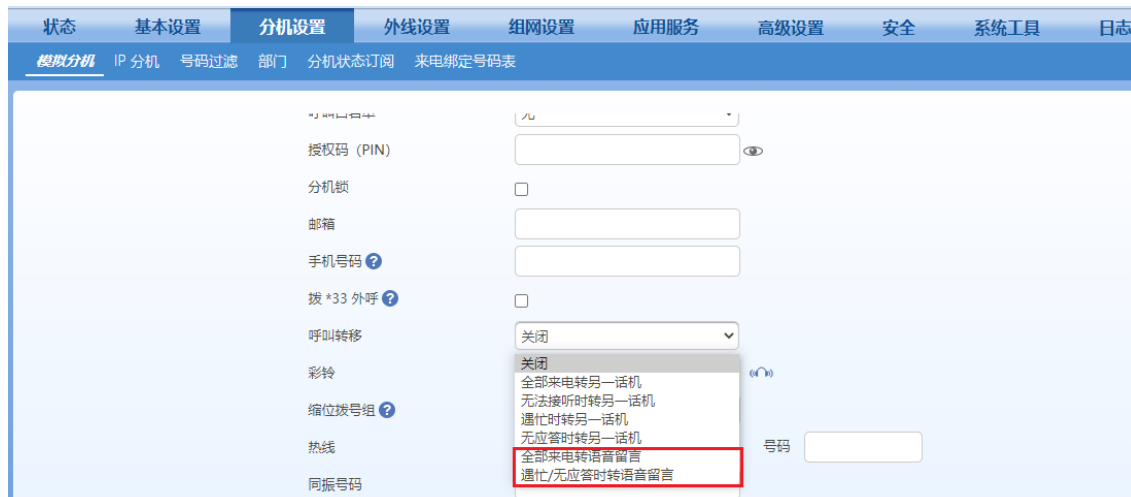 状态 基本设置 分机设置 外线设置 组网设置 应用服务 高级设置 安全 系统工具 日志
模拟分机 IP 分机 号码过滤 部门 分机状态订阅 来电绑定号码表
授权码（PIN）
分机锁
邮箱
手机号码 ?
拨 *33 外呼 ?
呼叫转移 关闭
关闭
彩铃
全部来电转另一话机
无法接听时转另一话机
缩位拨号组 ?
遇忙时转另一话机
无应答时转另一话机
热线 号码
全部来电转语音留言
遇忙/无应答时转语音留言
同振号码